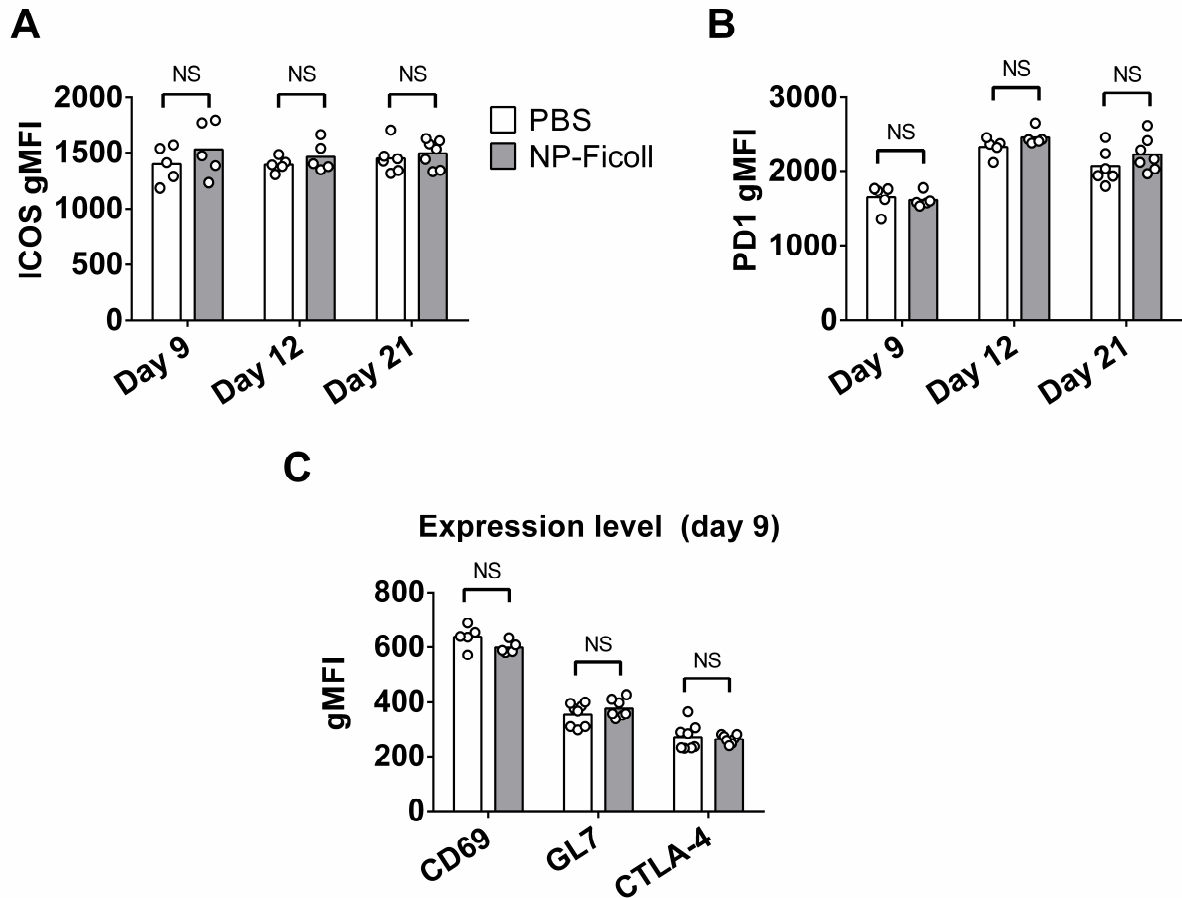 A
NS
NS
NS
2000
1500
1000
500
0
ICOS gMFI
Day 9
Day 12
Day 21
PBS
NP-Ficoll
B
NS
NS
NS
3000
2000
1000
0
PD1 gMFI
Day 9
Day 12
Day 21
C
Expression level (day 9)
NS
NS
NS
800
600
400
200
0
gMFI
CD69
GL7
CTLA-4